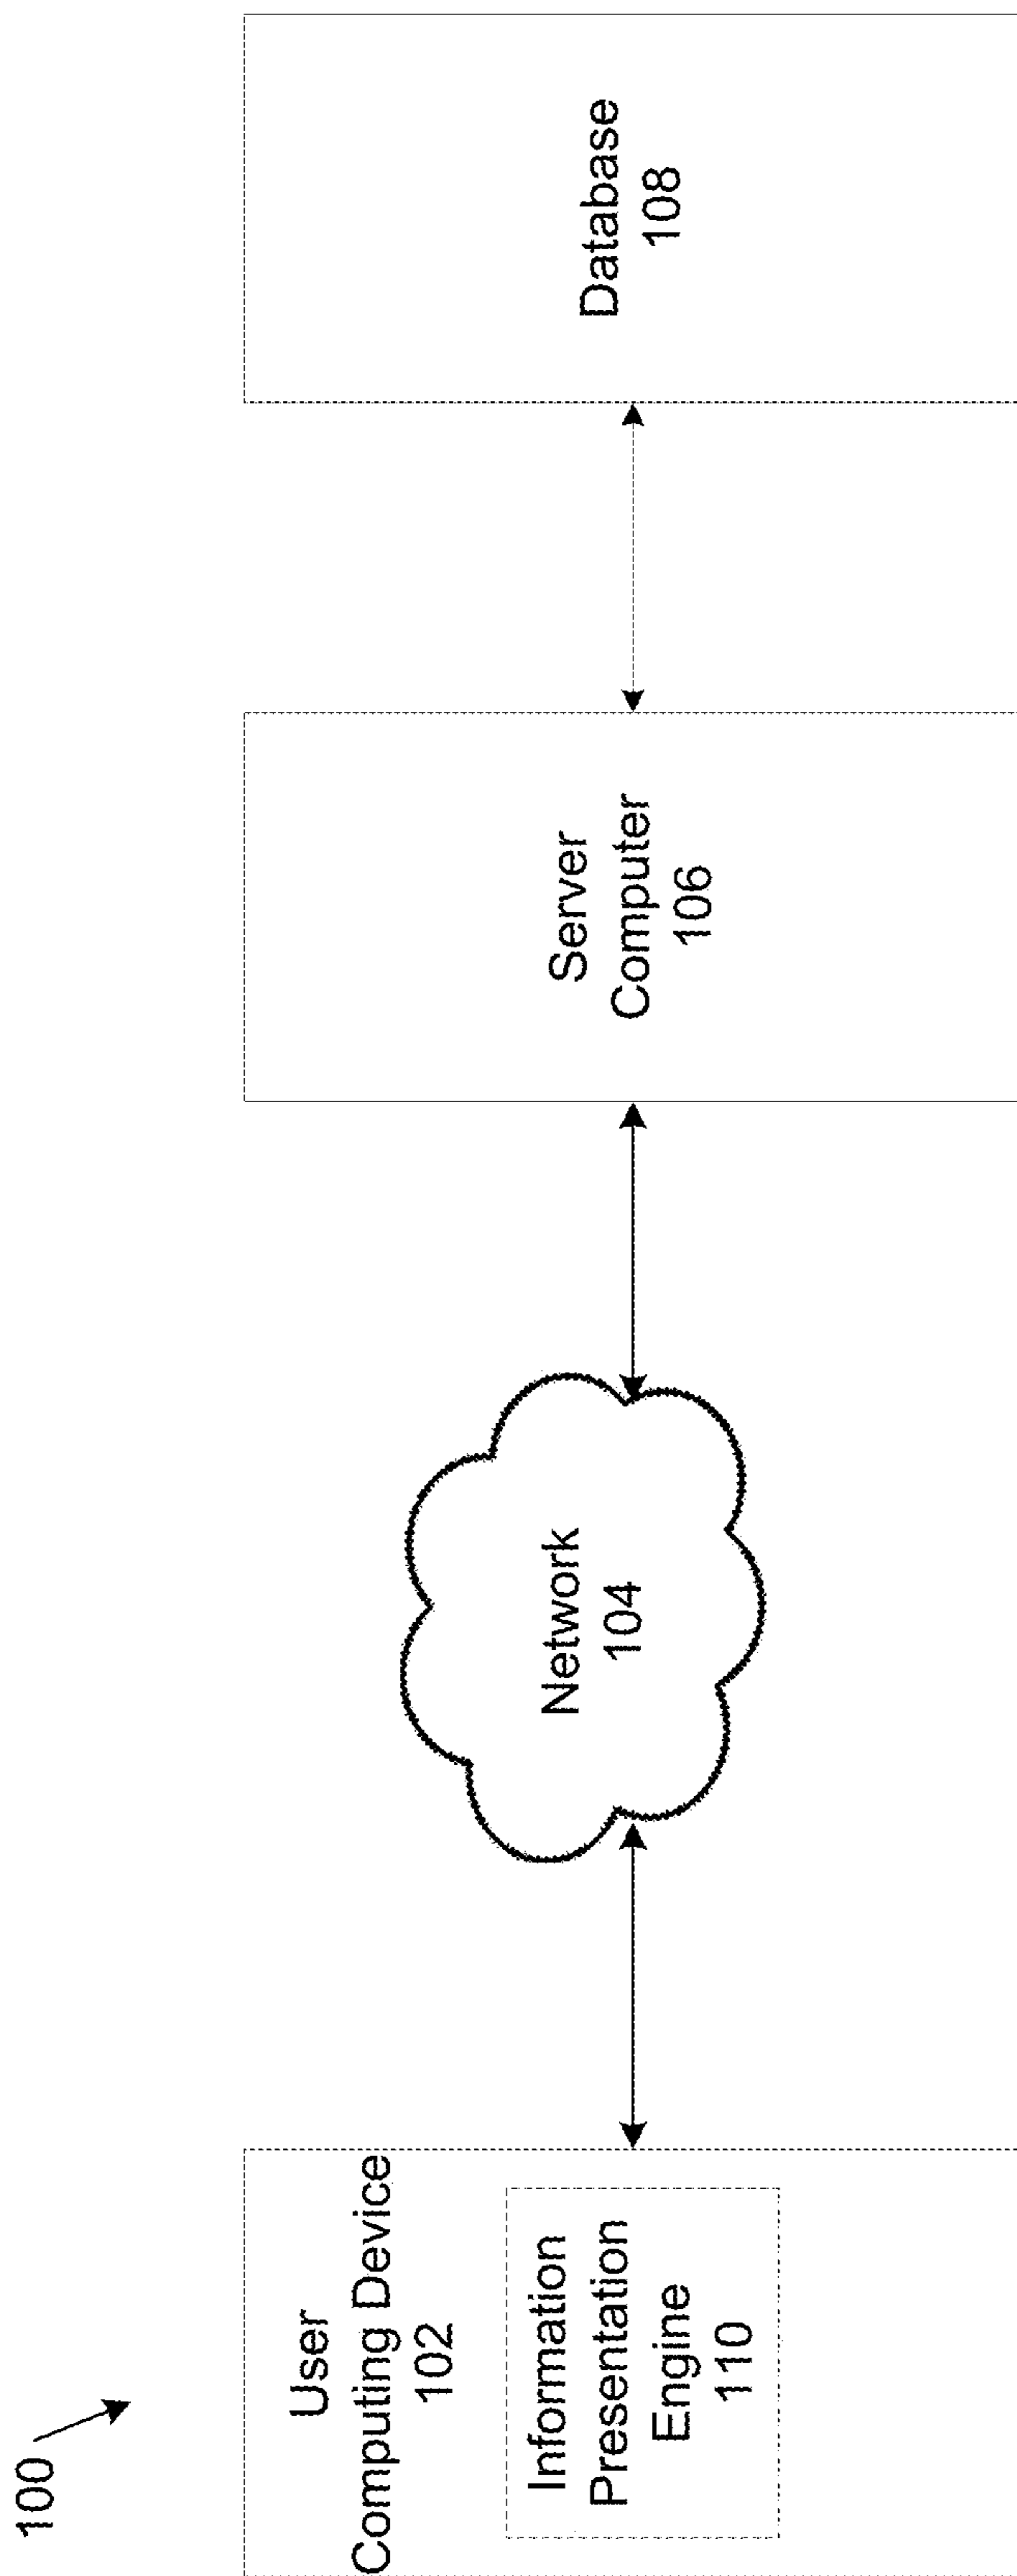 100
User
Computing Device
102
Information
Presentation
Engine
110
Network
104
Server
Computer
106
Database
108